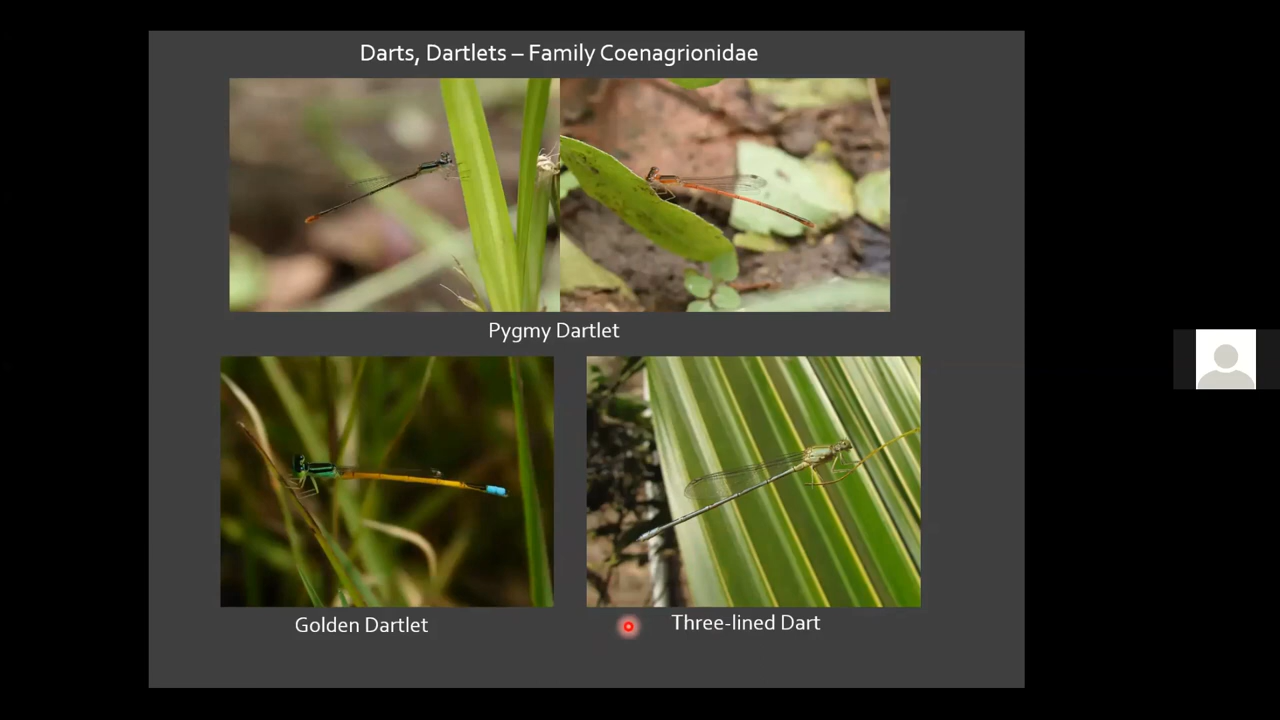 Darts, Dartlets – Family Coenagrionidae
Pygmy Dartlet
Golden Dartlet
Three-lined Dart